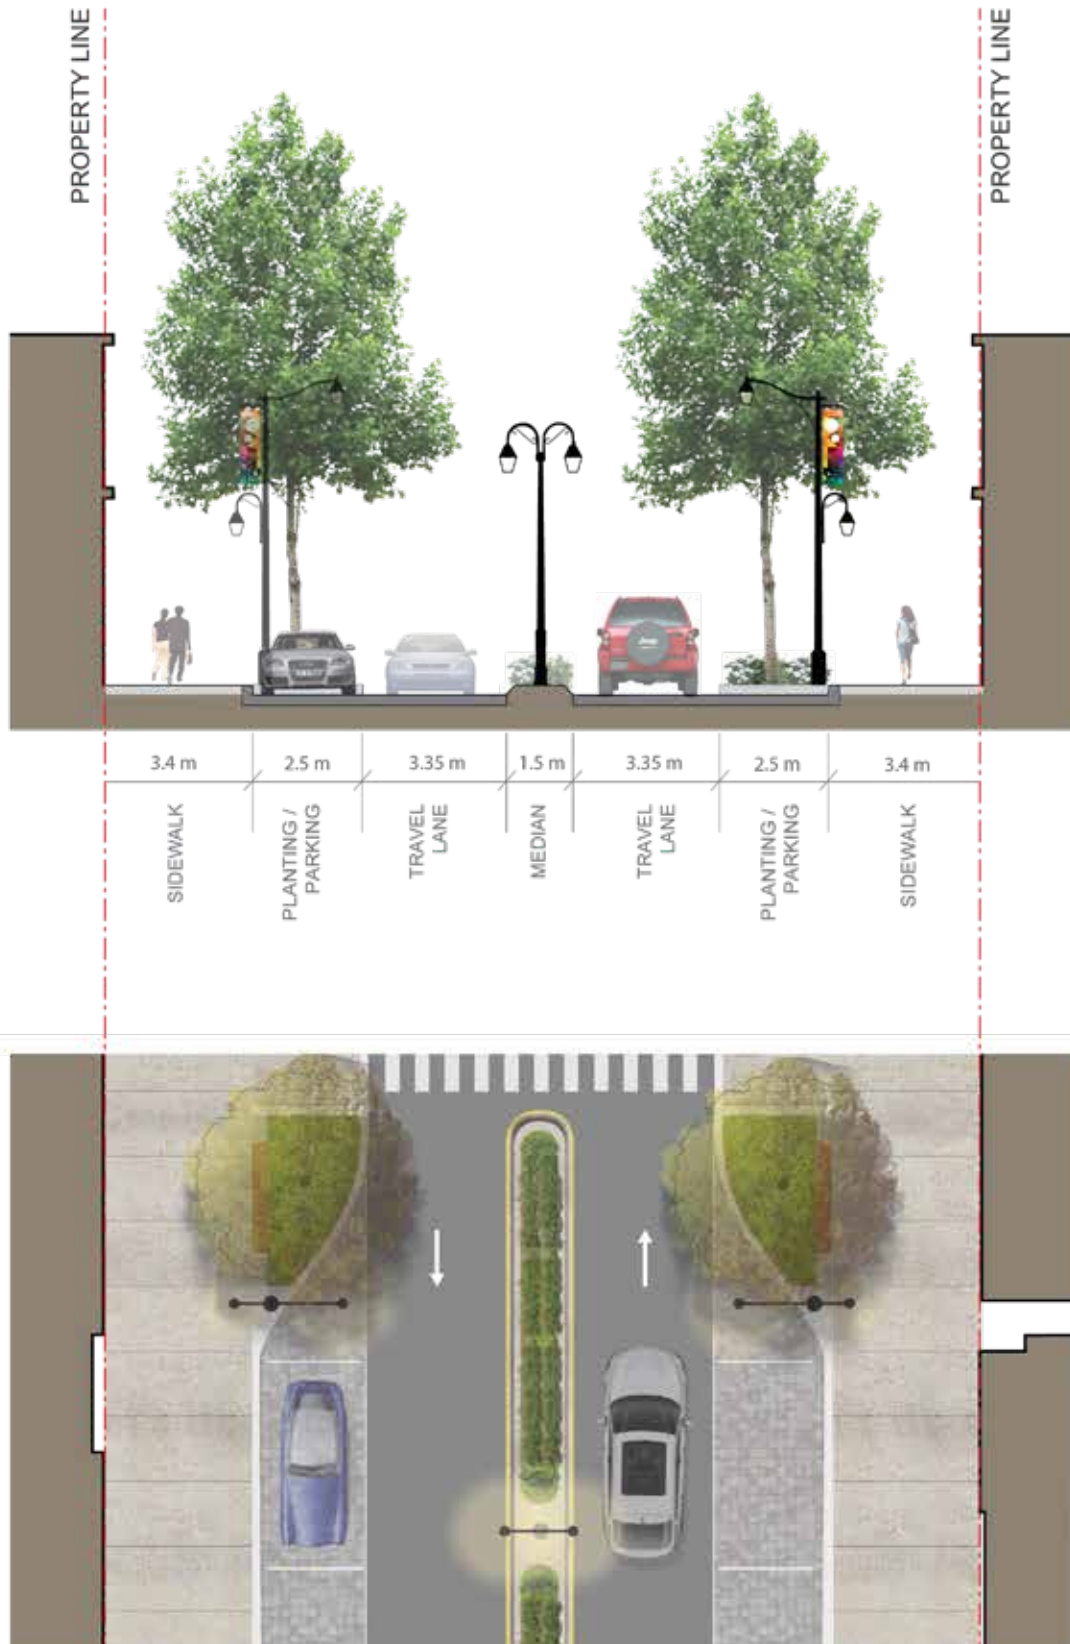 PROPERTY LINE
PROPERTY LINE
3.4 m
2.5 m
3.35 m
1.5 m
3.35 m
2.5 m
3.4 m
SIDEWALK
PLANTING /
PARKING
TRAVEL
LANE
MEDIAN
TRAVEL
LANE
PLANTING /
PARKING
SIDEWALK